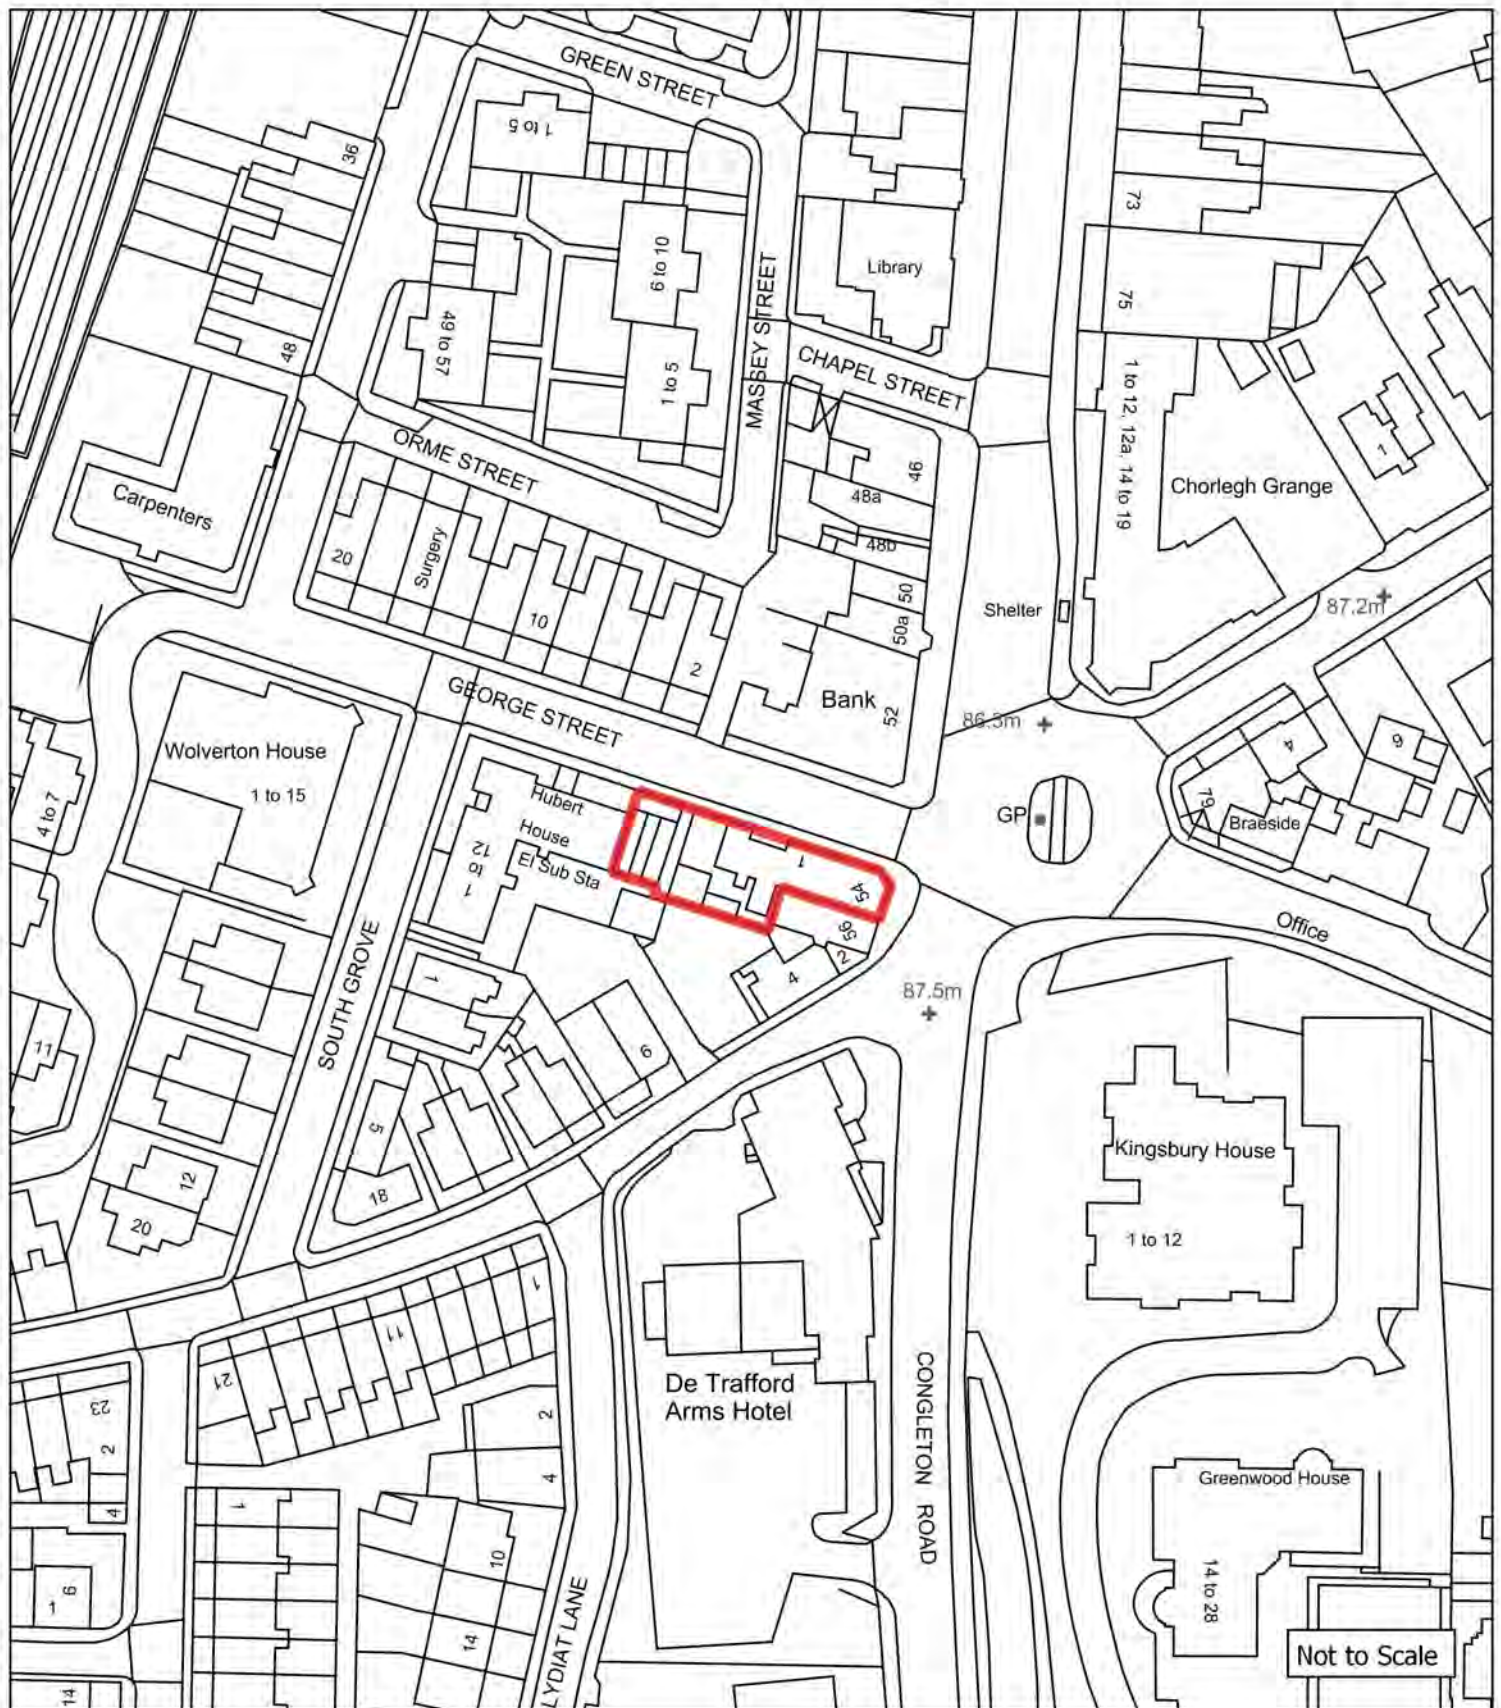 GREEN STREET
1 to 5
36
73
6 to 10
MASSEY STREET
Library
75
49 to 57
48
1 to 5
CHAPEL STREET
1 to 12, 12a, 14 to 19
ORME STREET
46
1
48a
Chorlegh Grange
Carpenters
48b
20
Surgery
10
50
50a
Shelter
87.2m
2
GEORGE STREET
Bank
52
86.3m
Wolverton House
1 to 15
4
6
4 to 7
Hubert
House
El Sub Sta
1 to 12
1
54
56
GP
79
Braeside
Office
2
4
SOUTH GROVE
1
87.5m
11
6
5
Kingsbury House
12
18
20
1 to 12
1
11
21
De Trafford
Arms Hotel
CONGLETON ROAD
23
2
2
4
4
1
10
Greenwood House
14 to 28
6
1
14
LYDIAT LANE
14
Not to Scale